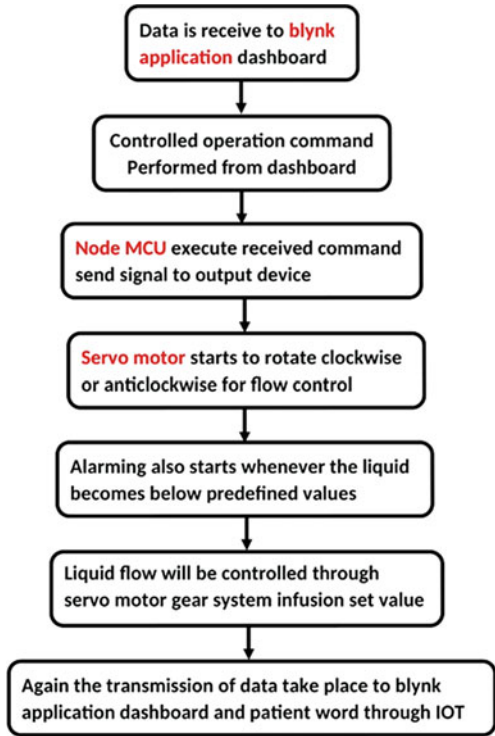 Data is receive to blynk
application dashboard
Controlled operation command
Performed from dashboard
Node MCU execute received command
send signal to output device
Servo motor starts to rotate clockwise
or anticlockwise for flow control
Alarming also starts whenever the liquid
becomes below predefined values
Liquid flow will be controlled through
servo motor gear system infusion set value
Again the transmission of data take place to blynk
application dashboard and patient word through IOT